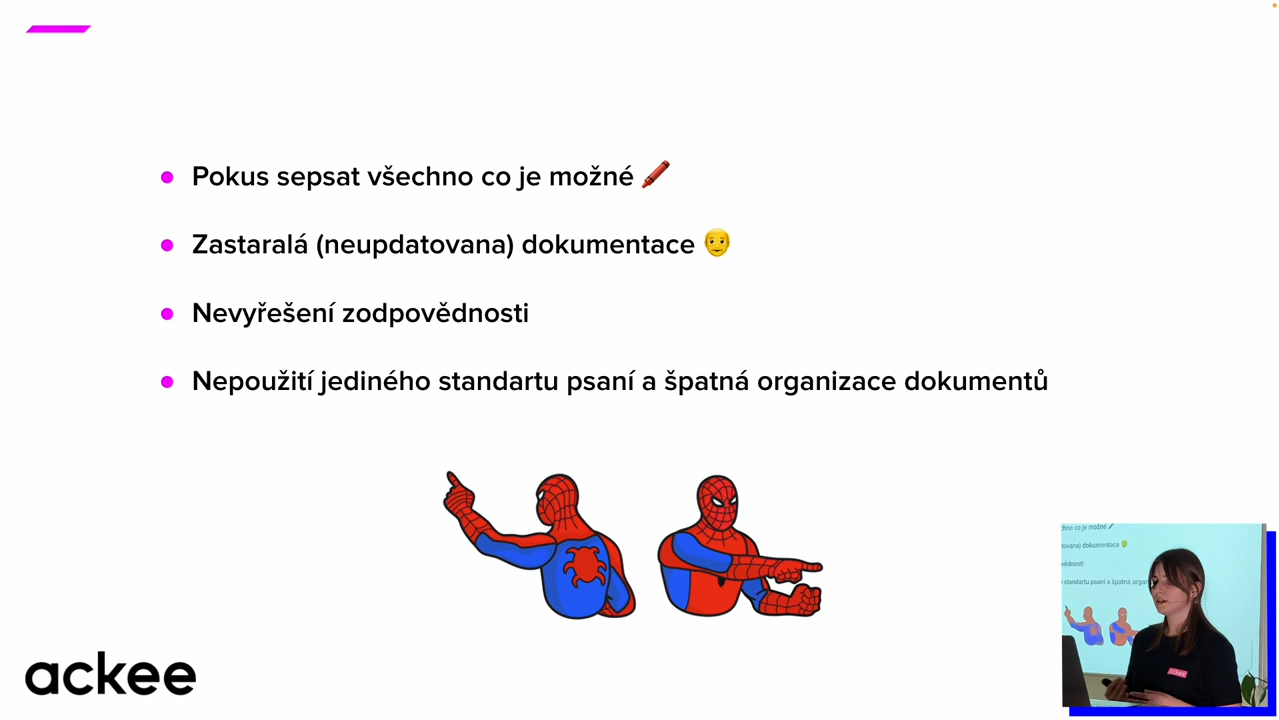 Pokus sepsat všechno co je možné
Zastaralá (neupdatovana) dokumentace
Nevyřešení zodpovědnosti
Nepoužití jediného standartu psaní a špatná organizace dokumentů
ackee